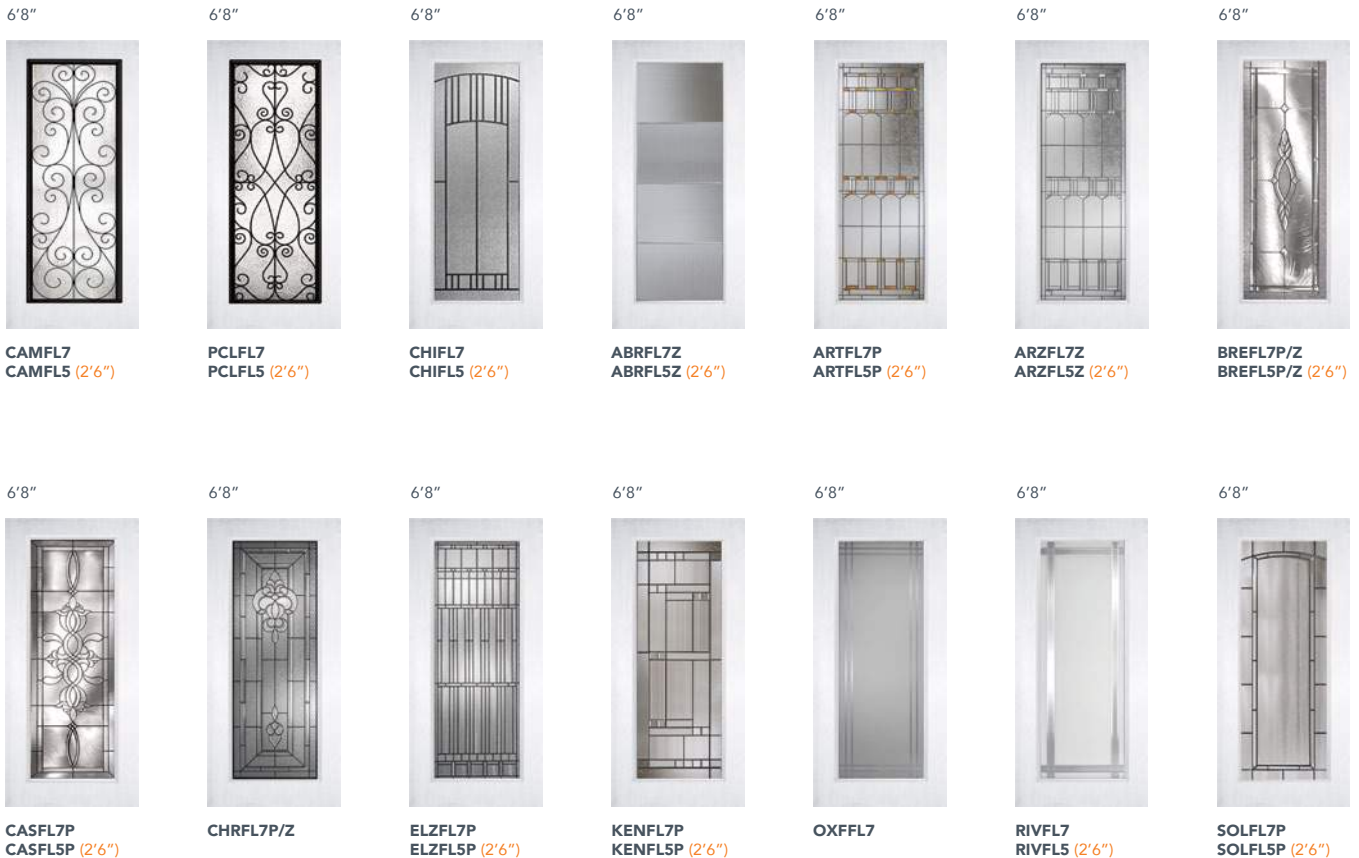 6’8” 6’8” 6’8” 6’8” 6’8” 6’8” 6’8”
CAMFL7 PCLFL7 CHIFL7 ABRFL7Z ARTFL7P ARZFL7Z BREFL7P/Z
CAMFL5 (2’6”) PCLFL5 (2’6”) CHIFL5 (2’6”) ABRFL5Z (2’6”) ARTFL5P (2’6”) ARZFL5Z (2’6”) BREFL5P/Z (2’6”)
6’8” 6’8” 6’8” 6’8” 6’8” 6’8” 6’8”
CASFL7P CHRFL7P/Z ELZFL7P KENFL7P OXFFL7 RIVFL7 SOLFL7P
CASFL5P (2’6”) ELZFL5P (2’6”) KENFL5P (2’6”) RIVFL5 (2’6”) SOLFL5P (2’6”)